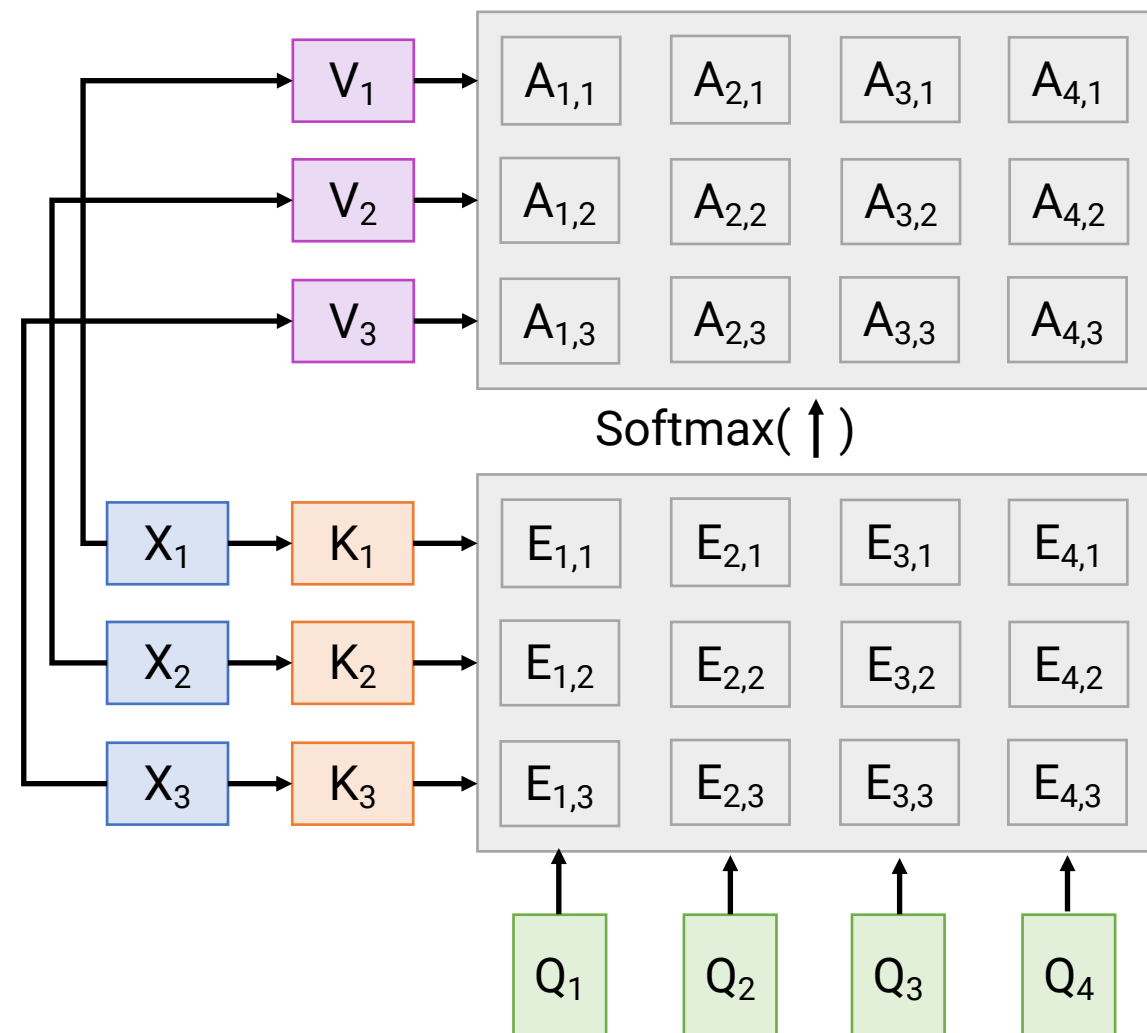 V1 A1,1 A2,1 A3,1 A4,1
V2 A1,2 A2,2 A3,2 A4,2
V3 A1,3 A2,3 A3,3 A4,3
Softmax( ↑ )
X1 K1 E1,1 E2,1 E3,1 E4,1
X2 K2 E1,2 E2,2 E3,2 E4,2
X3 K3 E1,3 E2,3 E3,3 E4,3
Q1 Q2 Q3 Q4